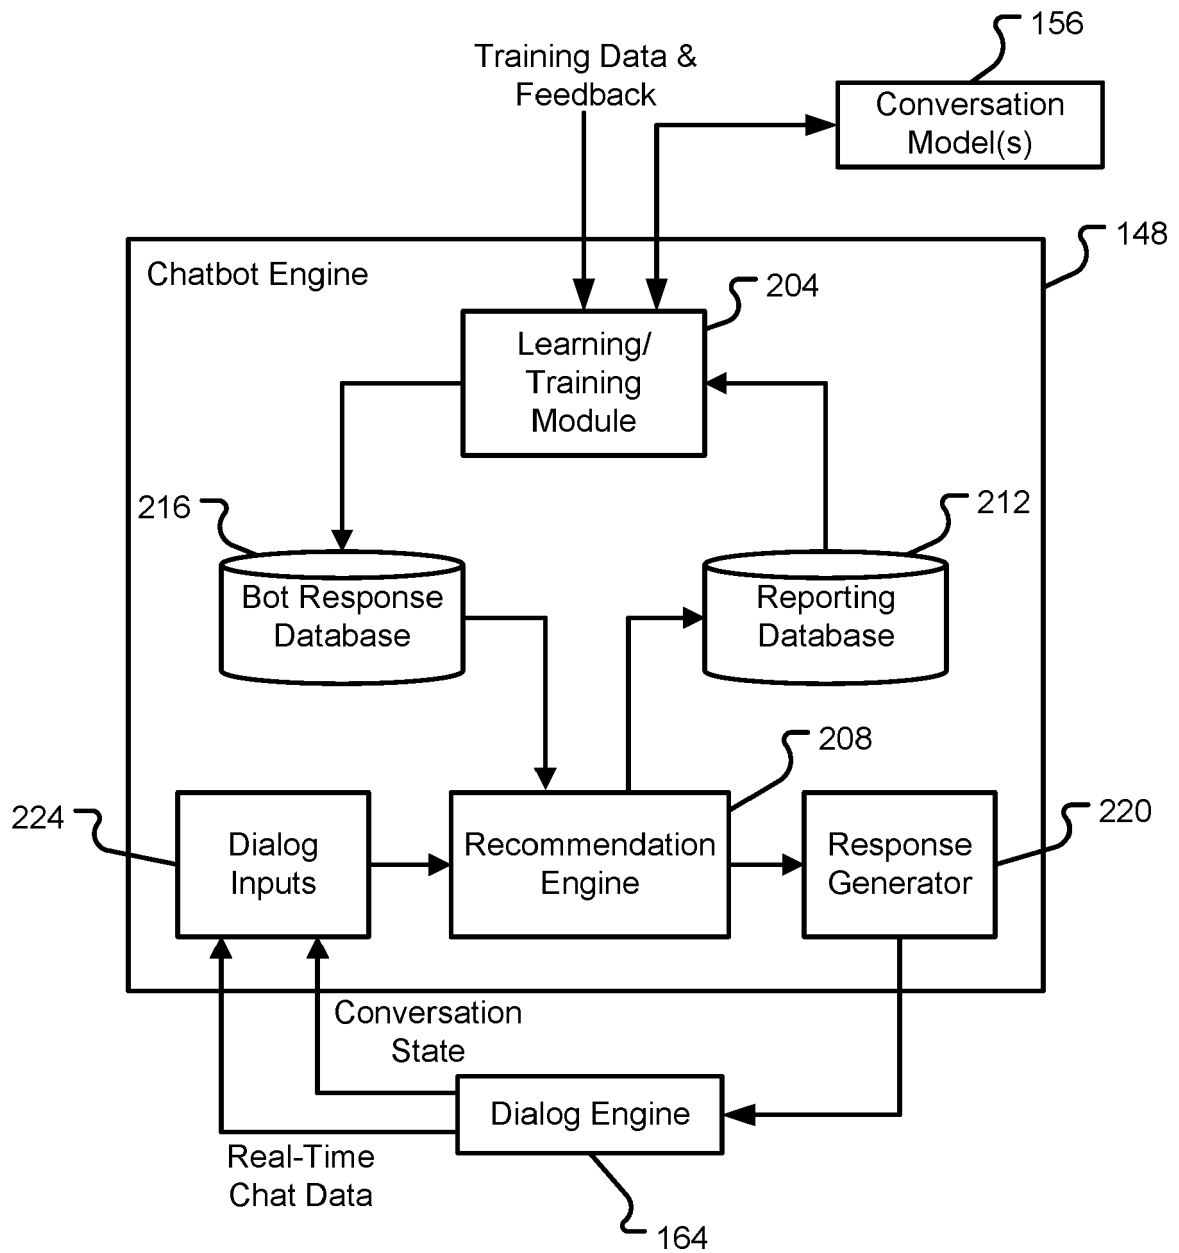 156
Training Data &
Feedback
Conversation
Model(s)
148
Chatbot Engine
204
Learning/
Training
Module
216
212
Bot Response
Database
Reporting
Database
208
224
220
Dialog
Inputs
Recommendation
Engine
Response
Generator
Conversation
State
Dialog Engine
Real-Time
Chat Data
164